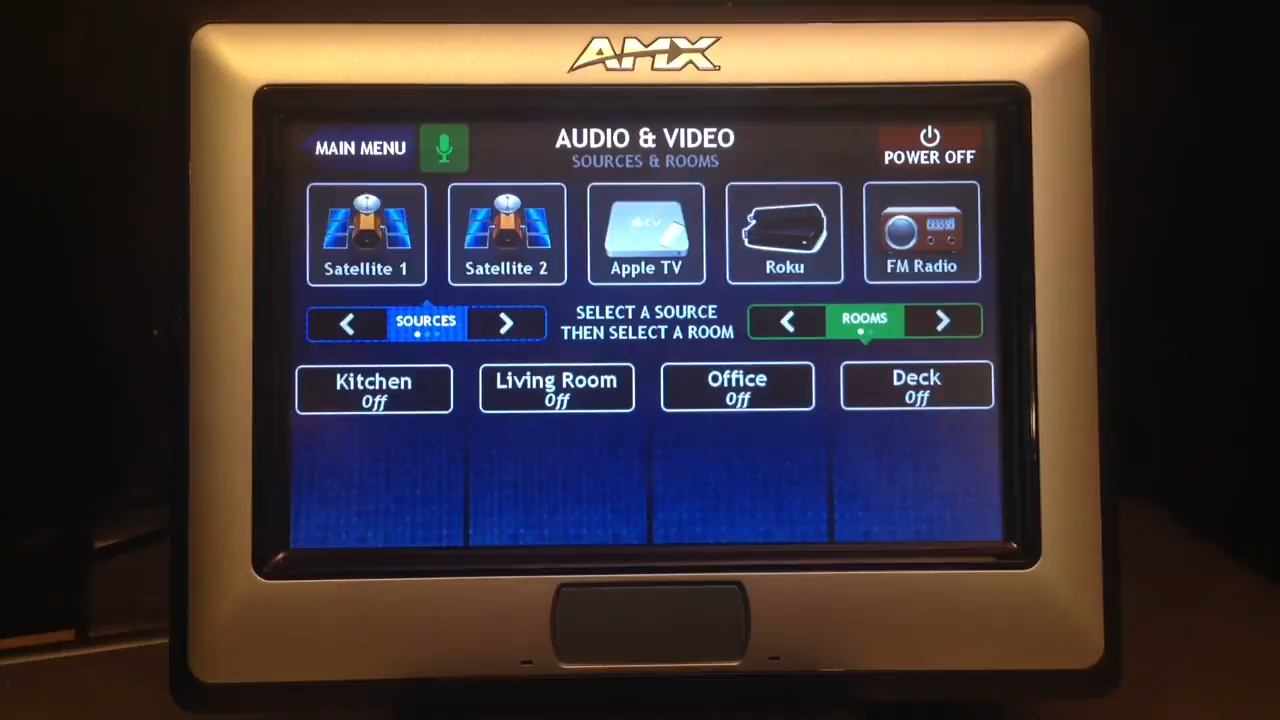 AMX
MAIN MENU
AUDIO & VIDEO
SOURCES & ROOMS
POWER OFF
Satellite 1
Satellite 2
tv
Apple TV
Roku
FM Radio
SOURCES
SELECT A SOURCE
THEN SELECT A ROOM
ROOMS
Kitchen
Off
Living Room
Off
Office
Off
Deck
Off